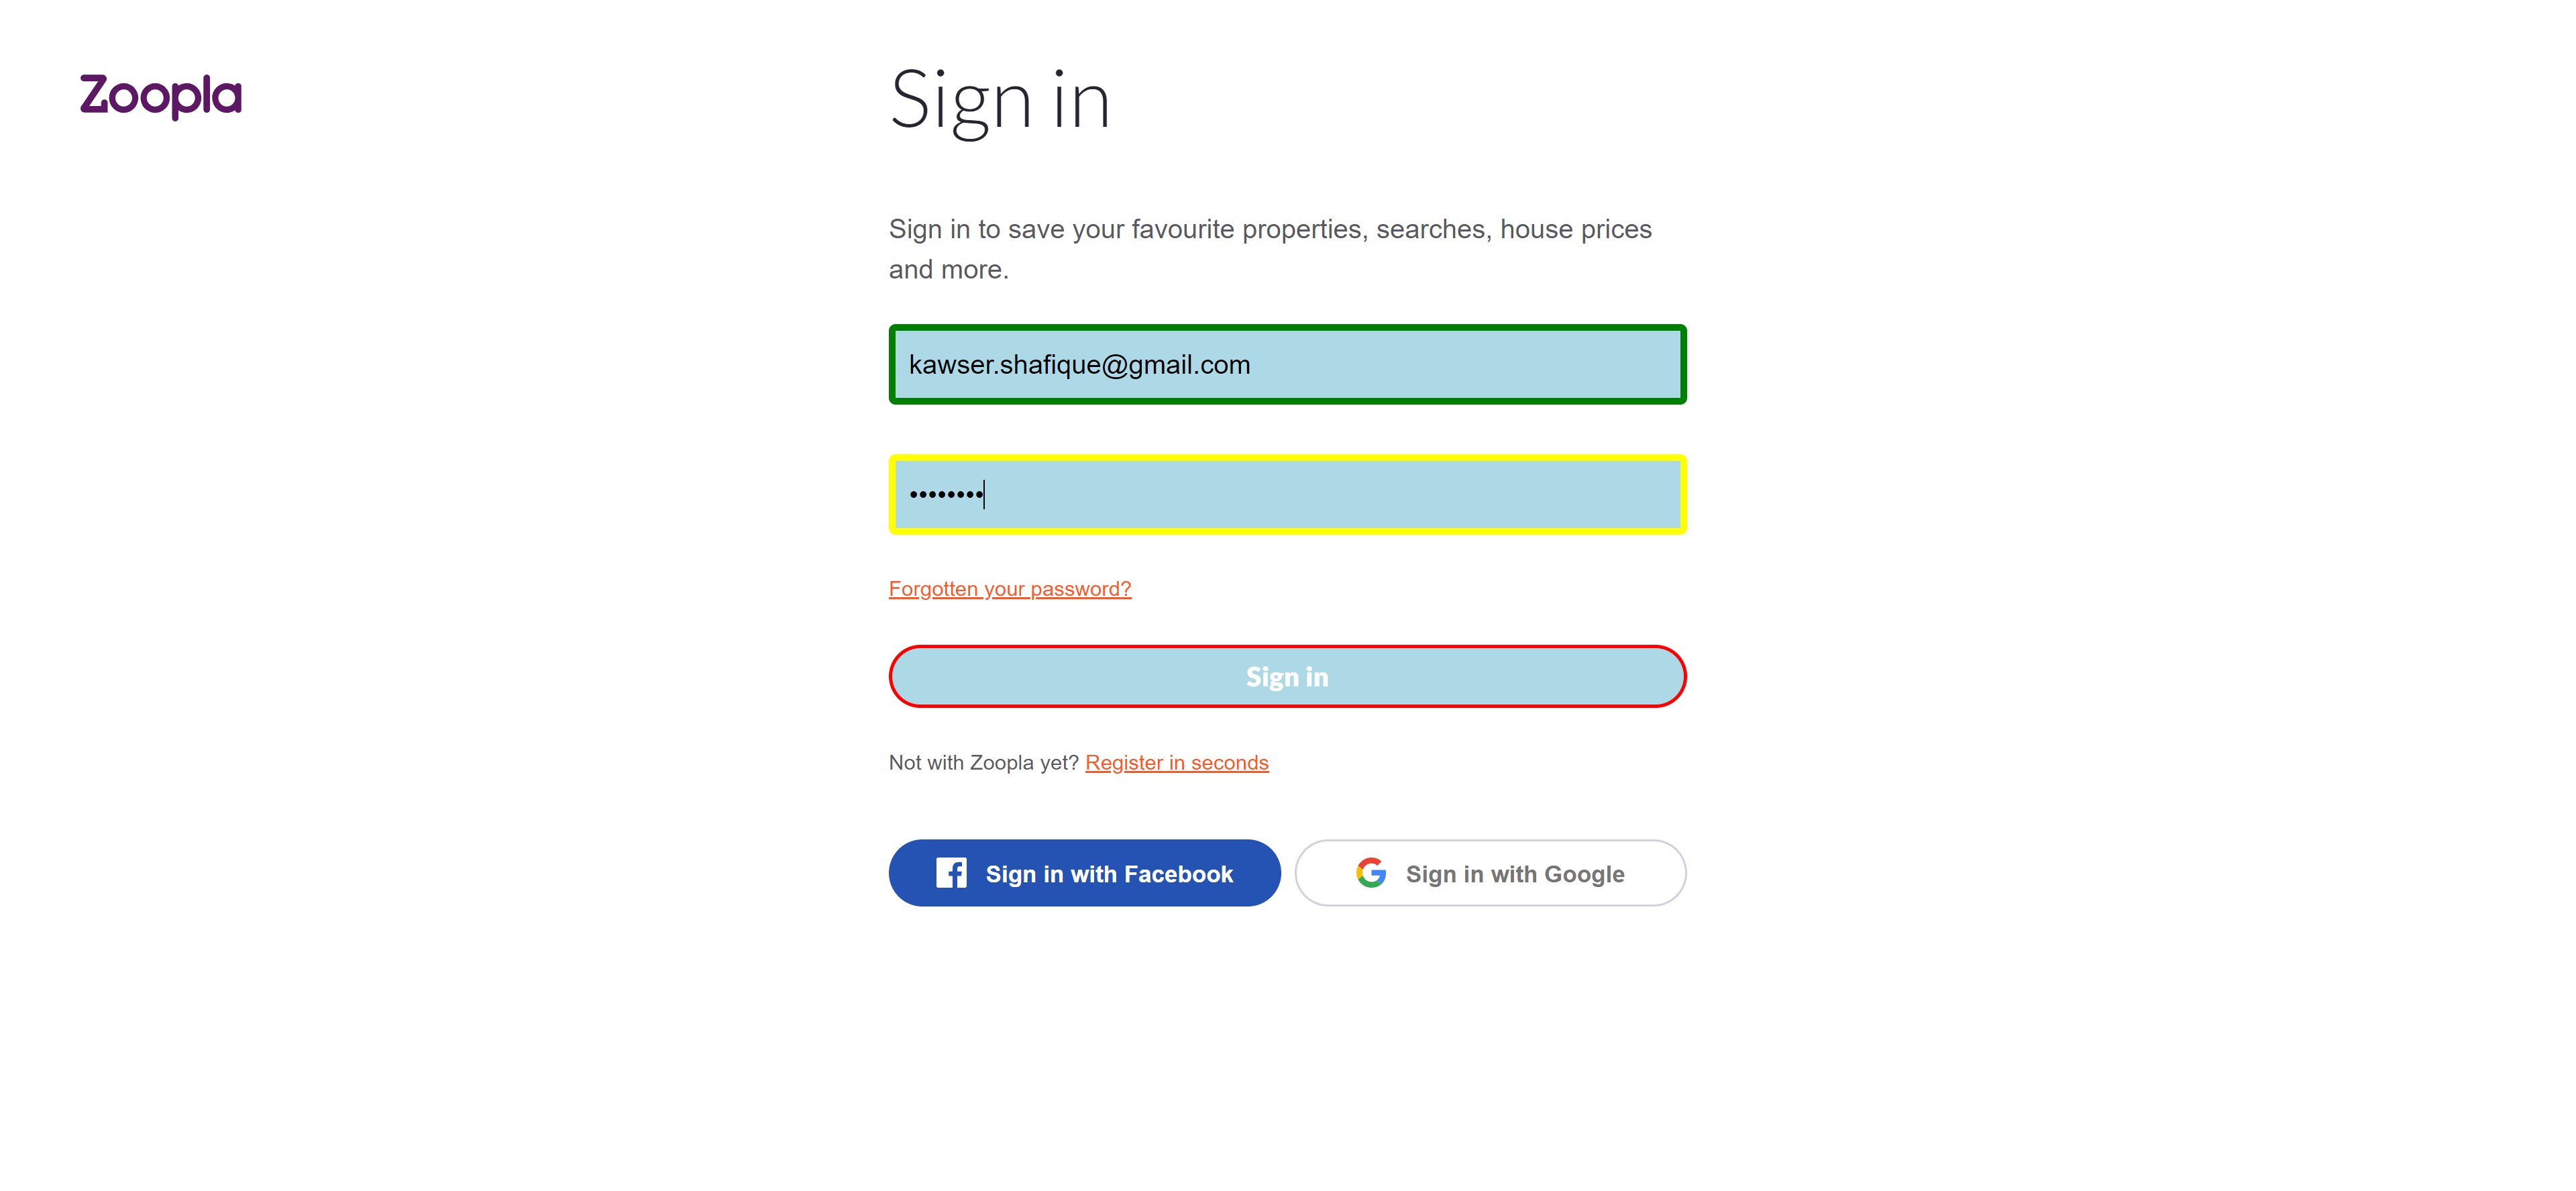 Zoopla
Sign in
Sign in to save your favourite properties, searches, house prices
and more.
kawser.shafique@gmail.com
••••••••
Forgotten your password?
Sign in
Not with Zoopla yet? Register in seconds
Sign in with Facebook
Sign in with Google